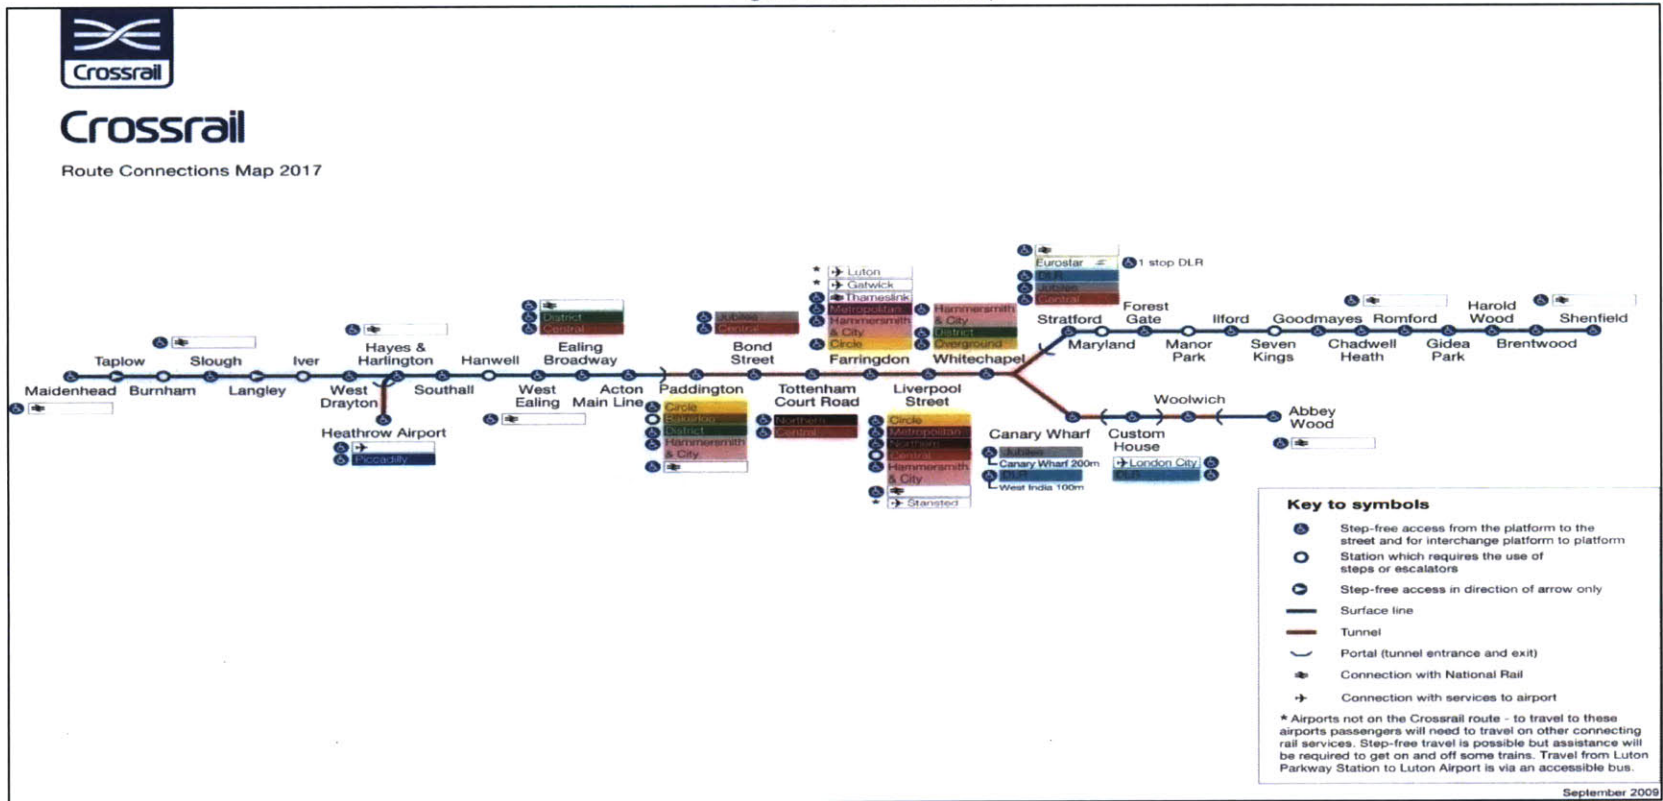 Crossrail
Crossrail
Route Connections Map 2017
Luton
Gatwick
Thameslink
Metropolitan
Hammersmith
& City
Circle
Hammersmith
& City
District
Overground
Eurostar
1 stop DLR
DLR
Jubilee
Central
District
Central
Jubilee
Central
Taplow
Slough
Iver
Hayes &
Harlington
Hanwell
Ealing
Broadway
Bond
Street
Farringdon
Whitechapel
Stratford
Forest
Gate
Ilford
Goodmayes
Romford
Harold
Wood
Shenfield
Maryland
Manor
Park
Seven
Kings
Chadwell
Heath
Gidea
Park
Brentwood
Maidenhead
Burnham
Langley
West
Drayton
Southall
West
Ealing
Acton
Main Line
Paddington
Tottenham
Court Road
Liverpool
Street
Woolwich
Heathrow Airport
Piccadilly
Circle
Bakerloo
District
Hammersmith
& City
Northern
Central
Circle
Metropolitan
Northern
Central
Hammersmith
& City
Stansted
Canary Wharf
Jubilee
Canary Wharf 200m
DLR
West India 100m
Custom
House
London City
DLR
Abbey
Wood
Key to symbols
Step-free access from the platform to the
street and for interchange platform to platform
Station which requires the use of
steps or escalators
Step-free access in direction of arrow only
Surface line
Tunnel
Portal (tunnel entrance and exit)
Connection with National Rail
Connection with services to airport
* Airports not on the Crossrail route - to travel to these
airports passengers will need to travel on other connecting
rail services. Step-free travel is possible but assistance will
be required to get on and off some trains. Travel from Luton
Parkway Station to Luton Airport is via an accessible bus.
September 2009